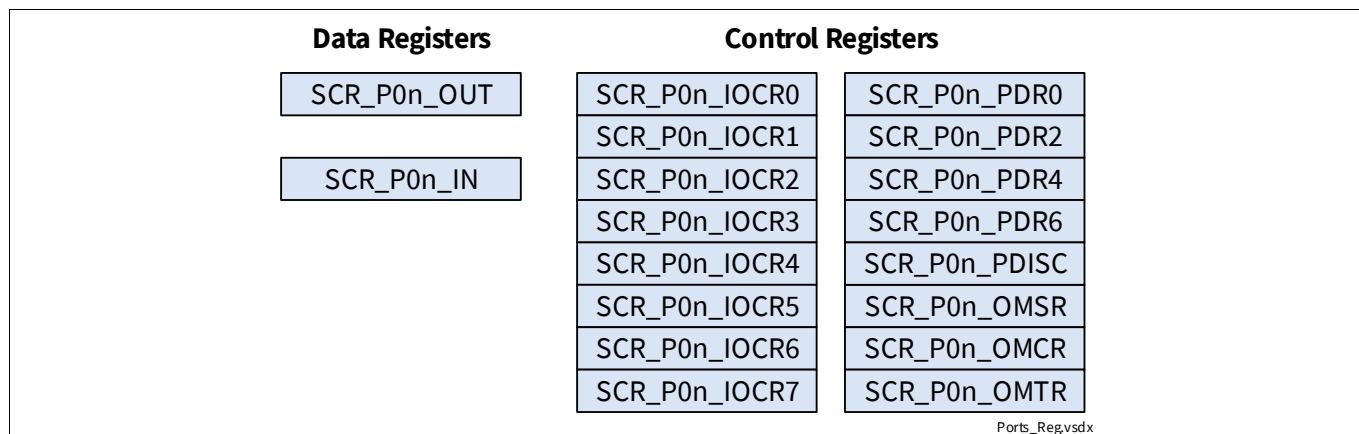 Data Registers
Control Registers
SCR_P0n_OUT
SCR_P0n_IN
SCR_P0n_IOCR0
SCR_P0n_IOCR1
SCR_P0n_IOCR2
SCR_P0n_IOCR3
SCR_P0n_IOCR4
SCR_P0n_IOCR5
SCR_P0n_IOCR6
SCR_P0n_IOCR7
SCR_P0n_PDR0
SCR_P0n_PDR2
SCR_P0n_PDR4
SCR_P0n_PDR6
SCR_P0n_PDISC
SCR_P0n_OMSR
SCR_P0n_OMCR
SCR_P0n_OMTR
Ports_Reg.vsdx